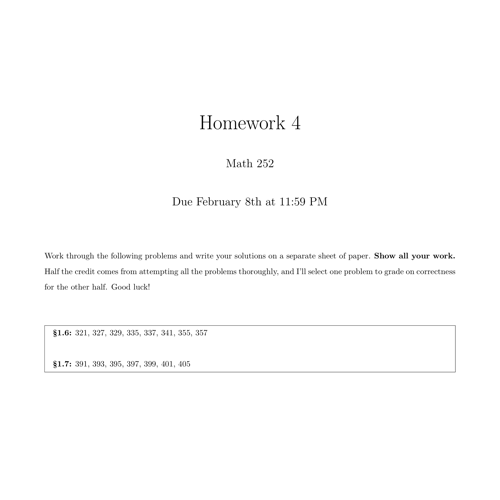 Homework 4
Math 252
Due February 8th at 11:59 PM
Work through the following problems and write your solutions on a separate sheet of paper. Show all your work.
Half the credit comes from attempting all the problems thoroughly, and I'll select one problem to grade on correctness
for the other half. Good luck!
§1.6: 321, 327, 329, 335, 337, 341, 355, 357
§1.7: 391, 393, 395, 397, 399, 401, 405